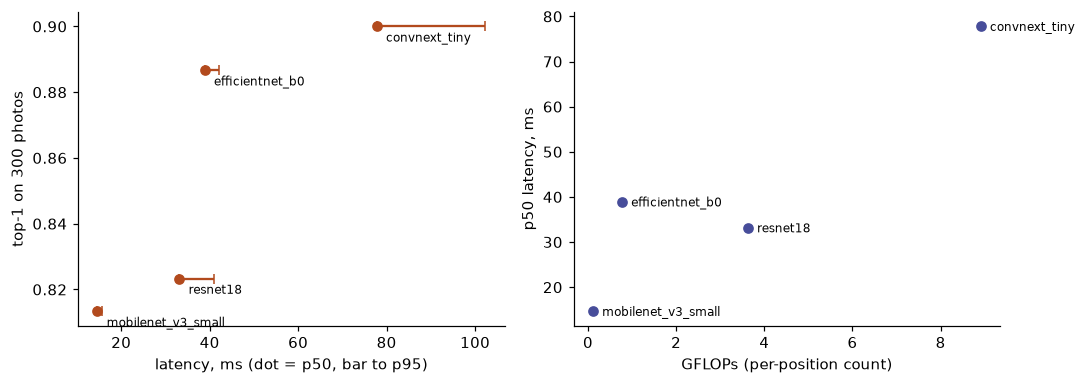 0.90
0.88
0.86
0.84
0.82
top-1 on 300 photos
convnext_tiny
efficientnet_b0
resnet18
mobilenet_v3_small
20
40
60
80
100
latency, ms (dot = p50, bar to p95)
80
70
60
50
40
30
20
p50 latency, ms
convnext_tiny
efficientnet_b0
resnet18
mobilenet_v3_small
0
2
4
6
8
GFLOPs (per-position count)